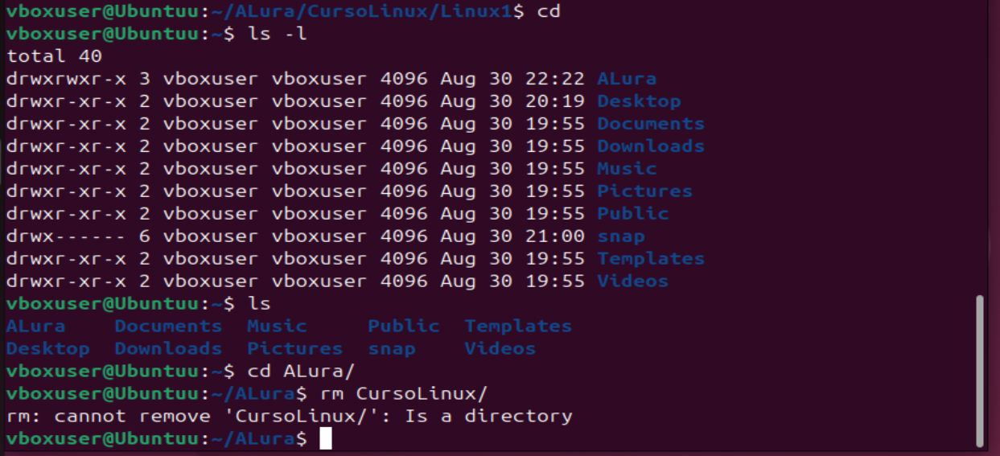 vboxuser@Ubuntuu:~/ALura/CursoLinux/Linux1$ cd
vboxuser@Ubuntuu:~$ ls -l
total 40
drwxrwxr-x 3 vboxuser vboxuser 4096 Aug 30 22:22 ALura
drwxr-xr-x 2 vboxuser vboxuser 4096 Aug 30 20:19 Desktop
drwxr-xr-x 2 vboxuser vboxuser 4096 Aug 30 19:55 Documents
drwxr-xr-x 2 vboxuser vboxuser 4096 Aug 30 19:55 Downloads
drwxr-xr-x 2 vboxuser vboxuser 4096 Aug 30 19:55 Music
drwxr-xr-x 2 vboxuser vboxuser 4096 Aug 30 19:55 Pictures
drwxr-xr-x 2 vboxuser vboxuser 4096 Aug 30 19:55 Public
drwx------ 6 vboxuser vboxuser 4096 Aug 30 21:00 snap
drwxr-xr-x 2 vboxuser vboxuser 4096 Aug 30 19:55 Templates
drwxr-xr-x 2 vboxuser vboxuser 4096 Aug 30 19:55 Videos
vboxuser@Ubuntuu:~$ ls
ALura    Documents  Music     Public  Templates
Desktop  Downloads  Pictures  snap    Videos
vboxuser@Ubuntuu:~$ cd ALura/
vboxuser@Ubuntuu:~/ALura$ rm CursoLinux/
rm: cannot remove 'CursoLinux/': Is a directory
vboxuser@Ubuntuu:~/ALura$